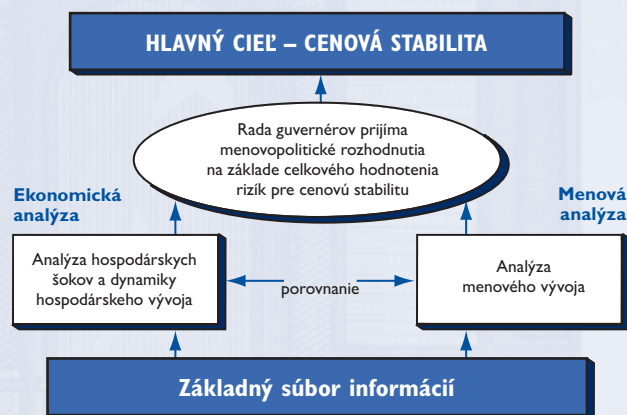 HLAVNÝ CIEĽ – CENOVÁ STABILITA
Rada guvernérov prijíma
menovopolitické rozhodnutia
na základe celkového hodnotenia
rizík pre cenovú stabilitu
Ekonomická
analýza
Menová
analýza
Analýza hospodárskych
šokov a dynamiky
hospodárskeho vývoja
porovnanie
Analýza
menového vývoja
Základný súbor informácií